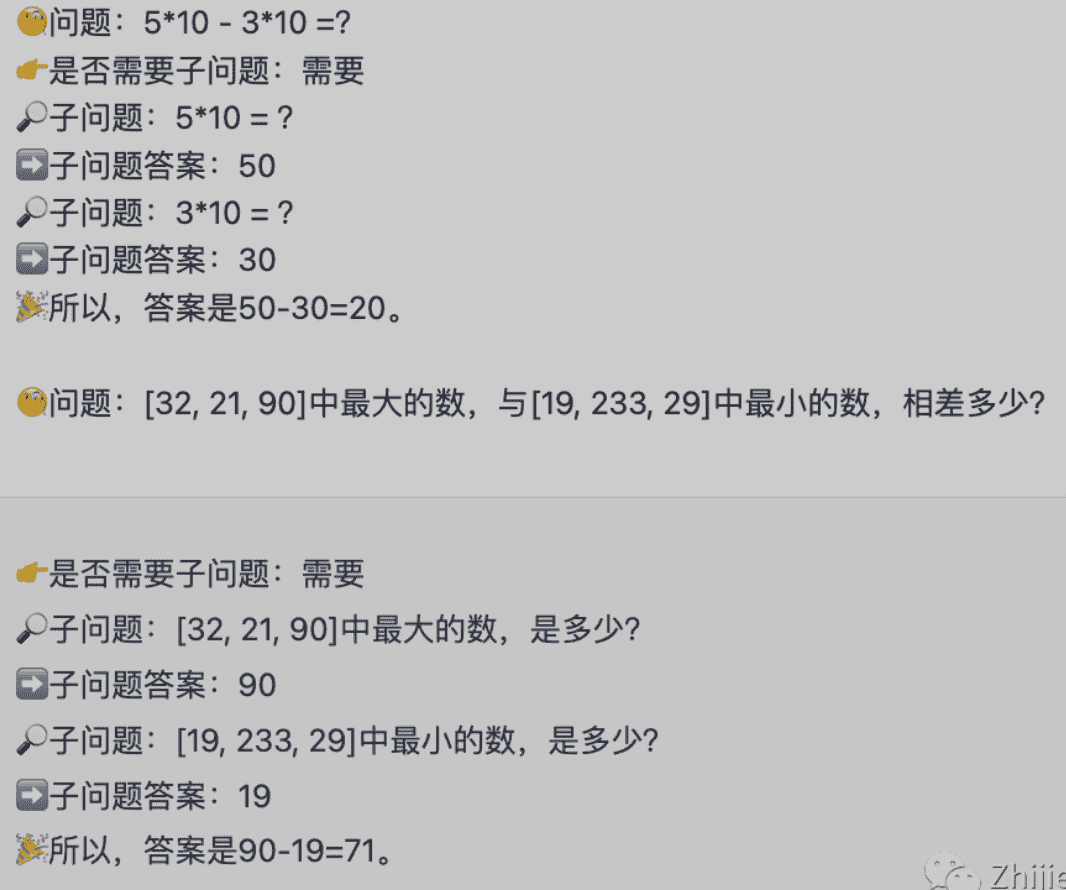 🧐问题：5*10 - 3*10 =?
👉是否需要子问题：需要
🔎子问题：5*10 = ?
➡️子问题答案：50
🔎子问题：3*10 = ?
➡️子问题答案：30
🎉所以，答案是50-30=20。
🧐问题：[32, 21, 90]中最大的数，与[19, 233, 29]中最小的数，相差多少?
👉是否需要子问题：需要
🔎子问题：[32, 21, 90]中最大的数，是多少?
➡️子问题答案：90
🔎子问题：[19, 233, 29]中最小的数，是多少?
➡️子问题答案：19
🎉所以，答案是90-19=71。